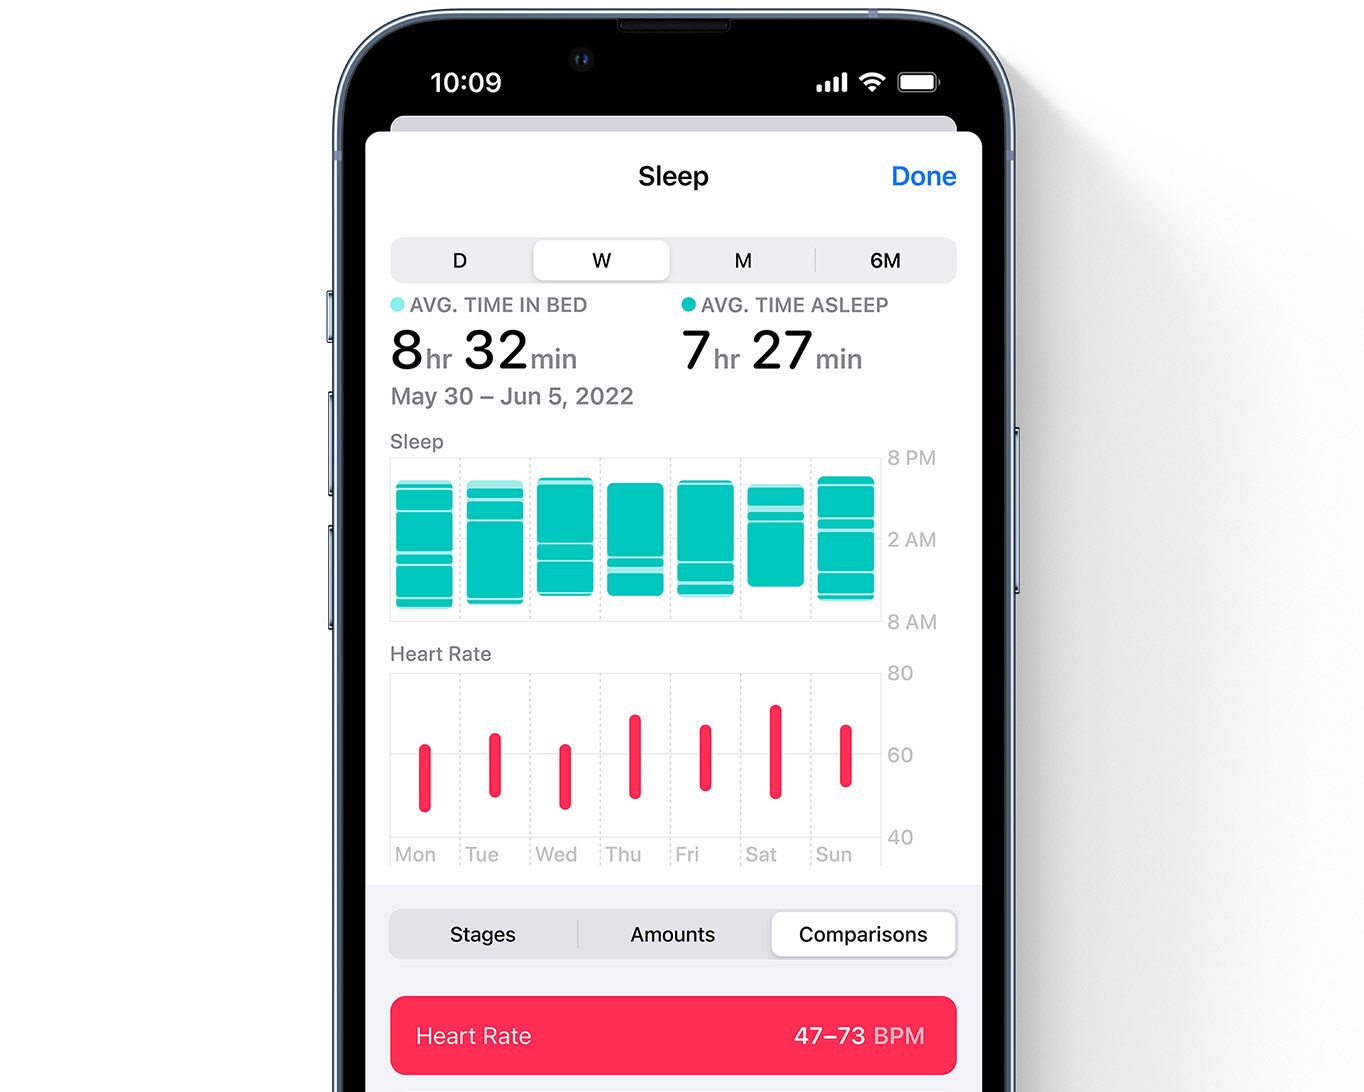 10:09
Sleep Done
D W M 6M
AVG. TIME IN BED AVG. TIME ASLEEP
8 hr 32 min 7 hr 27 min
May 30 – Jun 5, 2022
Sleep
8 PM
2 AM
8 AM
Heart Rate
80
60
40
Mon Tue Wed Thu Fri Sat Sun
Stages Amounts Comparisons
Heart Rate 47–73 BPM